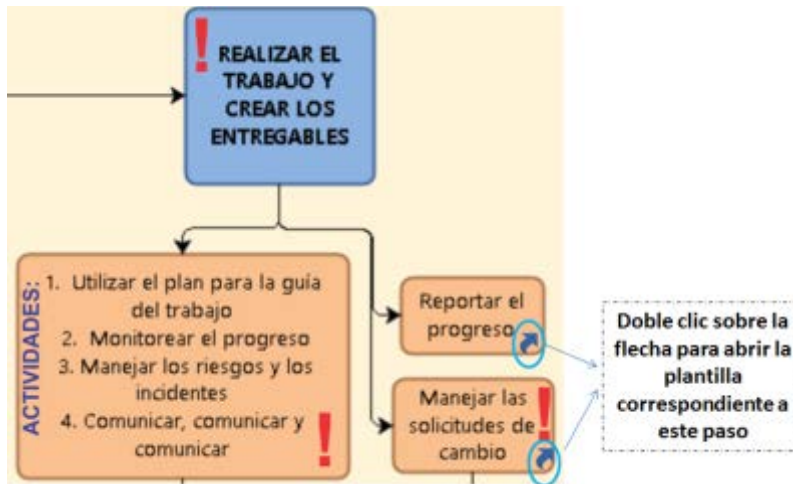 REALIZAR EL
TRABAJO Y
CREAR LOS
ENTREGABLES
ACTIVIDADES:
1. Utilizar el plan para la guía
del trabajo
2. Monitorear el progreso
3. Manejar los riesgos y los
incidentes
4. Comunicar, comunicar y
comunicar
Reportar el
progreso
Manejar las
solicitudes de
cambio
Doble clic sobre la
flecha para abrir la
plantilla
correspondiente a
este paso